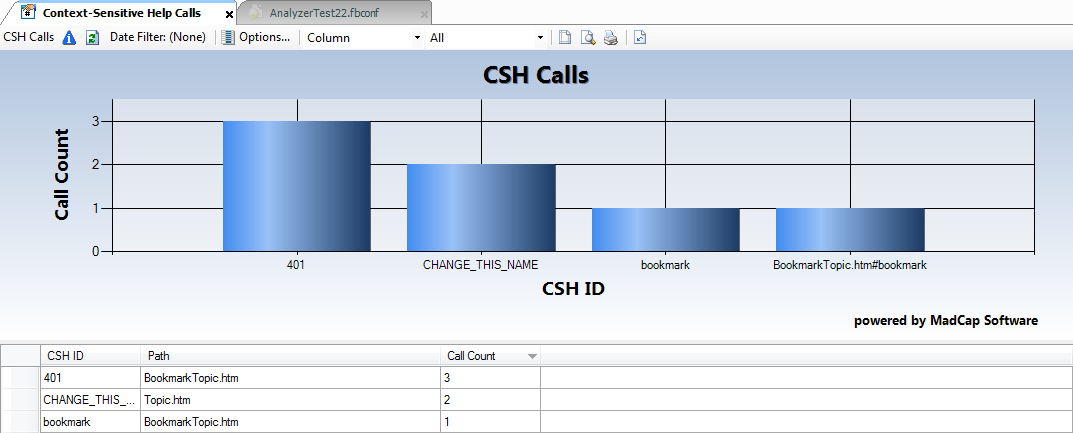 Context-Sensitive Help Calls x AnalyzerTest22.fbconf x
CSH Calls Date Filter: (None) Options... Column All
CSH Calls
Call Count
3
2
1
0
401 CHANGE_THIS_NAME bookmark BookmarkTopic.htm#bookmark
CSH ID
powered by MadCap Software
CSH ID Path Call Count
401 BookmarkTopic.htm 3
CHANGE_THIS_... Topic.htm 2
bookmark BookmarkTopic.htm 1